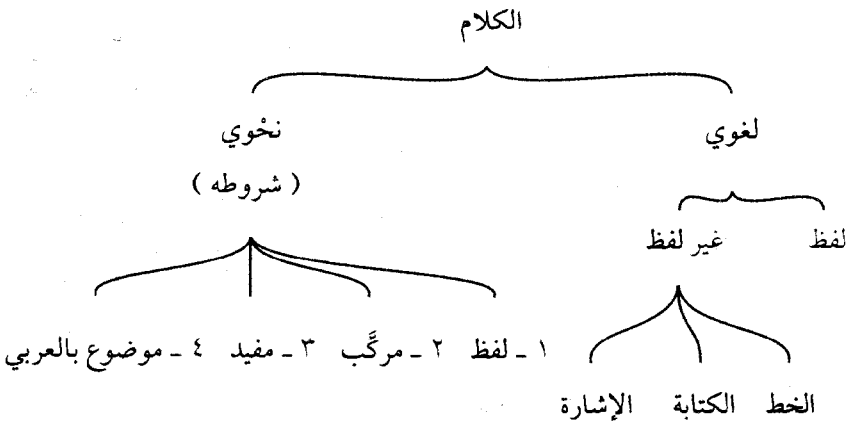 الكلام
لغوي
نحْوي
(شروطه)
لفظ
غير لفظ
١ ـ لفظ ٢ ـ مركَّب ٣ ـ مفيد ٤ ـ موضوع بالعربي
الخط الكتابة الإشارة